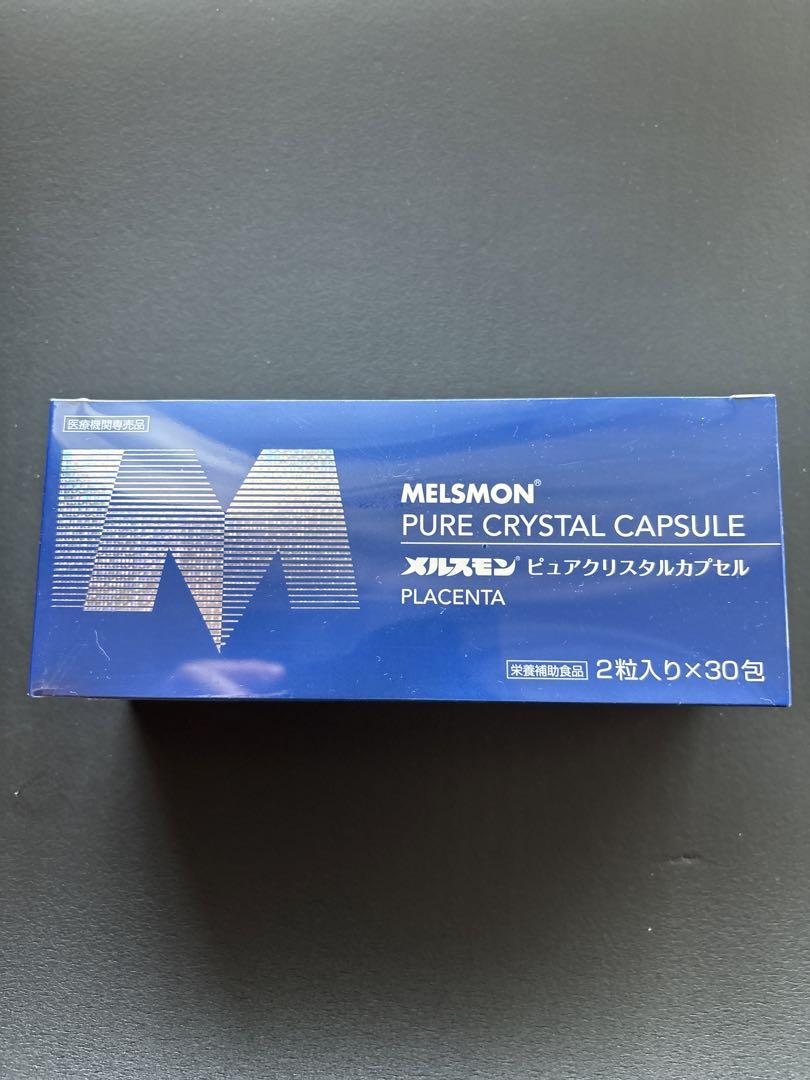 医療機関専売品
MELSMON®
PURE CRYSTAL CAPSULE
メルスモン® ピュアクリスタルカプセル
PLACENTA
栄養補助食品 2粒入り×30包